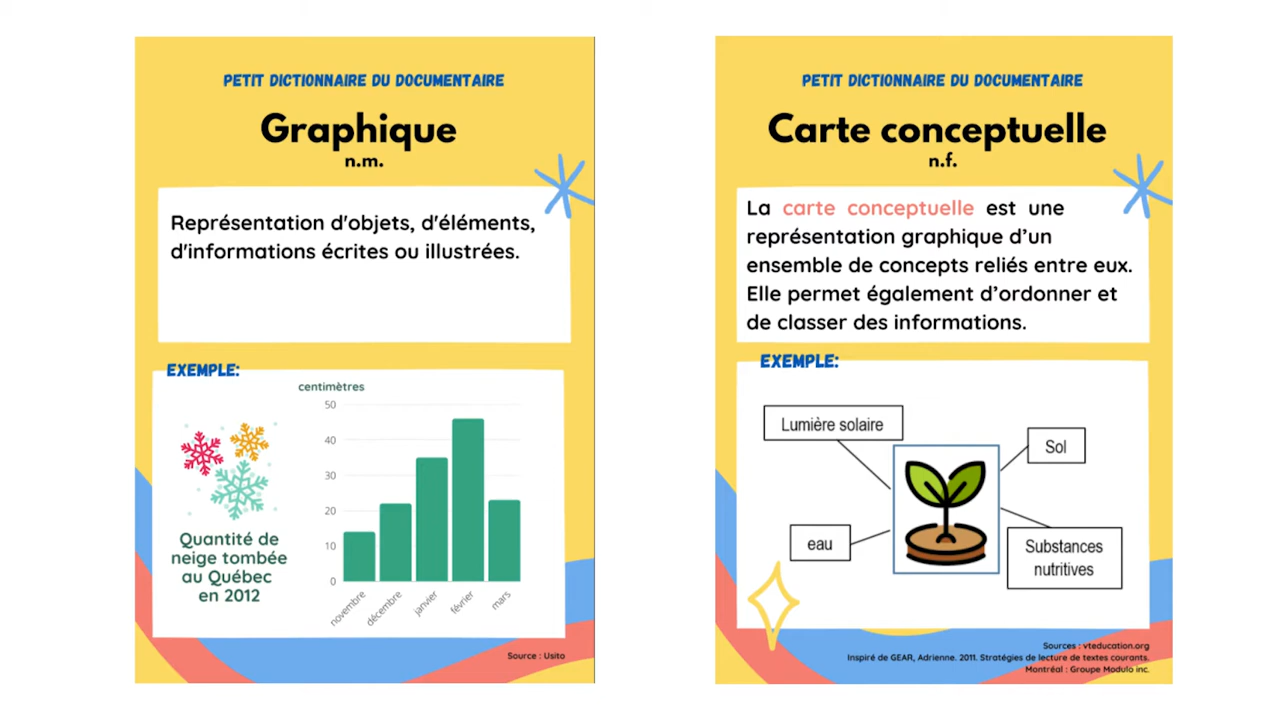 PETIT DICTIONNAIRE DU DOCUMENTAIRE
Graphique
n.m.
Représentation d'objets, d'éléments,
d'informations écrites ou illustrées.
EXEMPLE:
centimètres
50
40
30
20
10
0
novembre
décembre
janvier
février
mars
Quantité de
neige tombée
au Québec
en 2012
Source : Usito
PETIT DICTIONNAIRE DU DOCUMENTAIRE
Carte conceptuelle
n.f.
La carte conceptuelle est une
représentation graphique d'un
ensemble de concepts reliés entre eux.
Elle permet également d'ordonner et
de classer des informations.
EXEMPLE:
Lumière solaire
Sol
eau
Substances
nutritives
Sources : vteducation.org
Inspiré de GEAR, Adrienne. 2011. Stratégies de lecture de textes courants.
Montréal : Groupe Modulo inc.